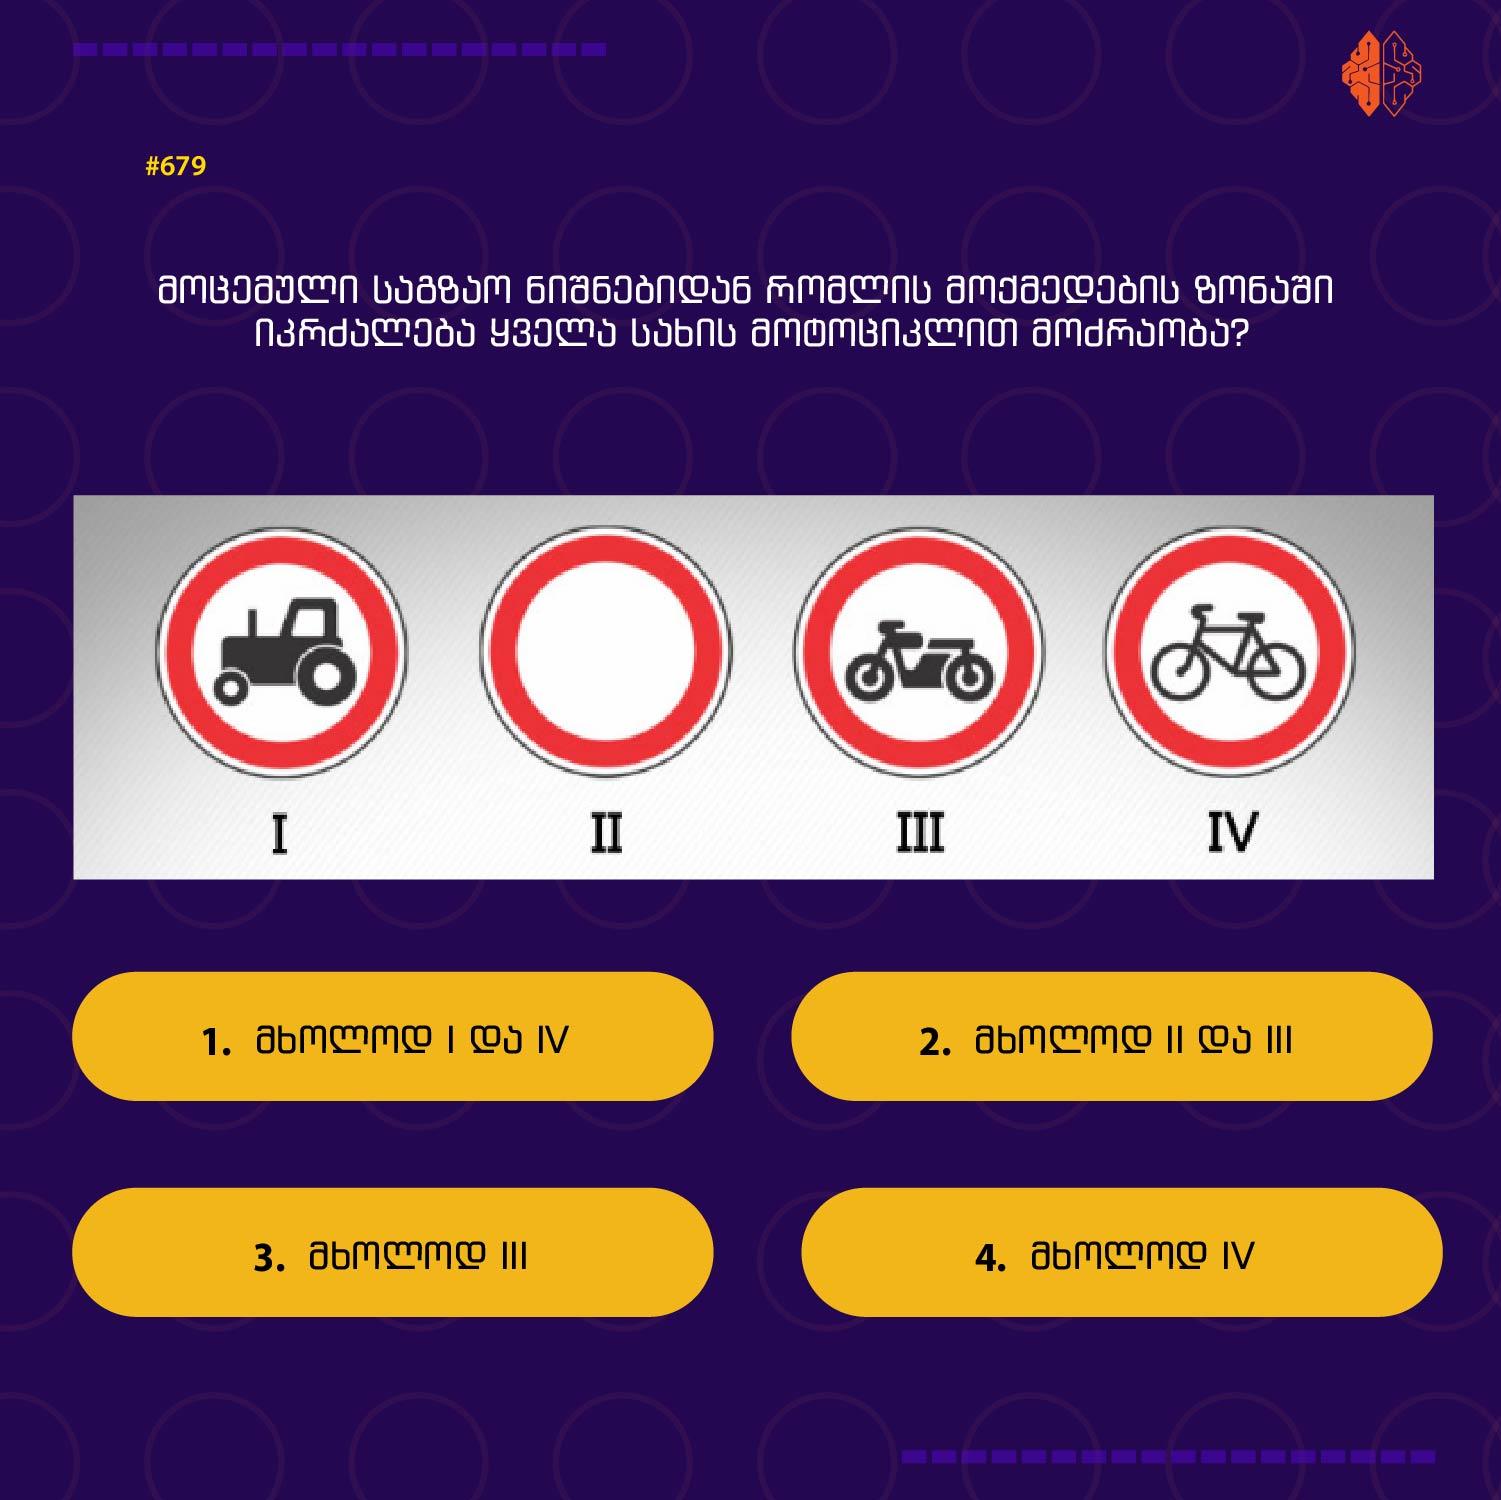 #679
მოცემული საგზაო ნიშნებიდან რომლის მოქმედების ზონაში
იკრძალება ყველა სახის მოტოციკლით მოძრაობა?
I II III IV
1. მხოლოდ I და IV
2. მხოლოდ II და III
3. მხოლოდ III
4. მხოლოდ IV